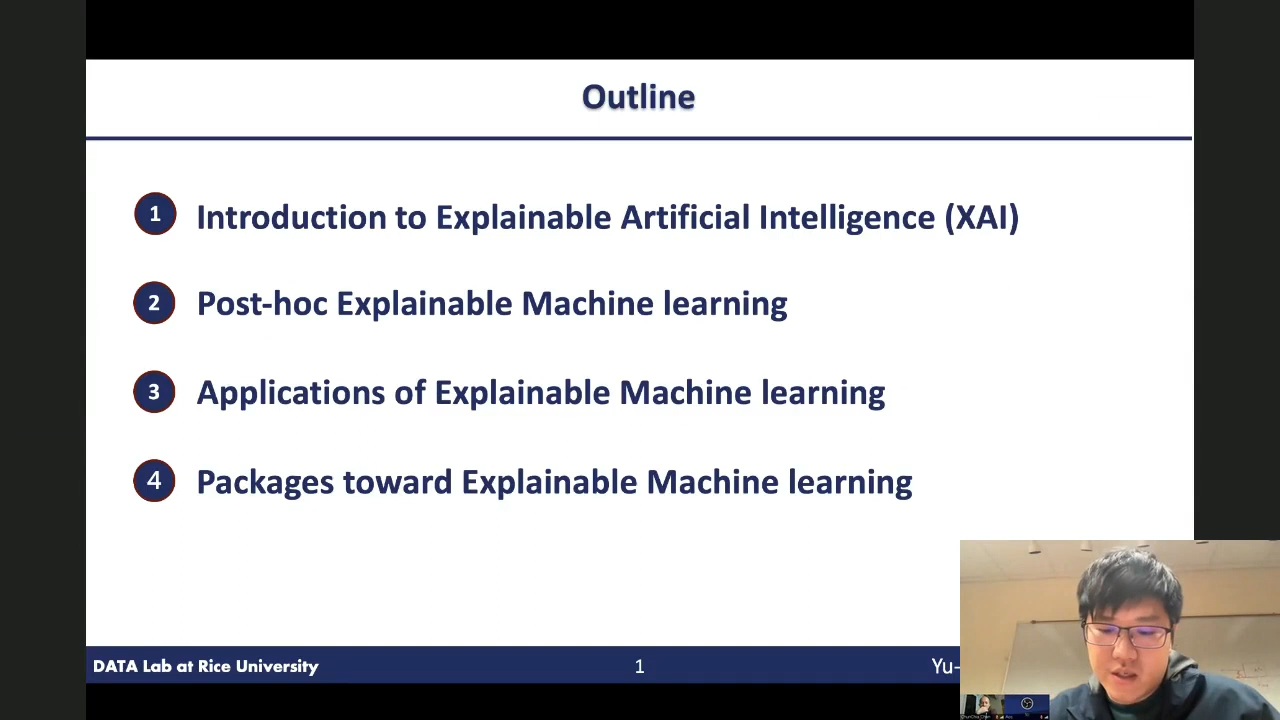 Outline
1 Introduction to Explainable Artificial Intelligence (XAI)
2 Post-hoc Explainable Machine learning
3 Applications of Explainable Machine learning
4 Packages toward Explainable Machine learning
DATA Lab at Rice University
1
Yu-